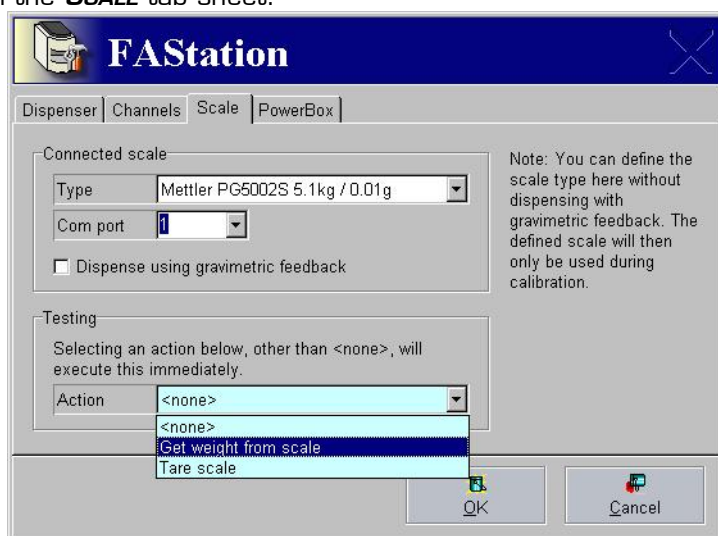 the SCALE tab sheet.
FAStation
Dispenser Channels Scale PowerBox
Connected scale
Type Mettler PG5002S 5.1kg / 0.01g
Com port 1
Dispense using gravimetric feedback
Note: You can define the
scale type here without
dispensing with
gravimetric feedback. The
defined scale will then
only be used during
calibration.
Testing
Selecting an action below, other than <none>, will
execute this immediately.
Action <none>
<none>
Get weight from scale
Tare scale
OK Cancel